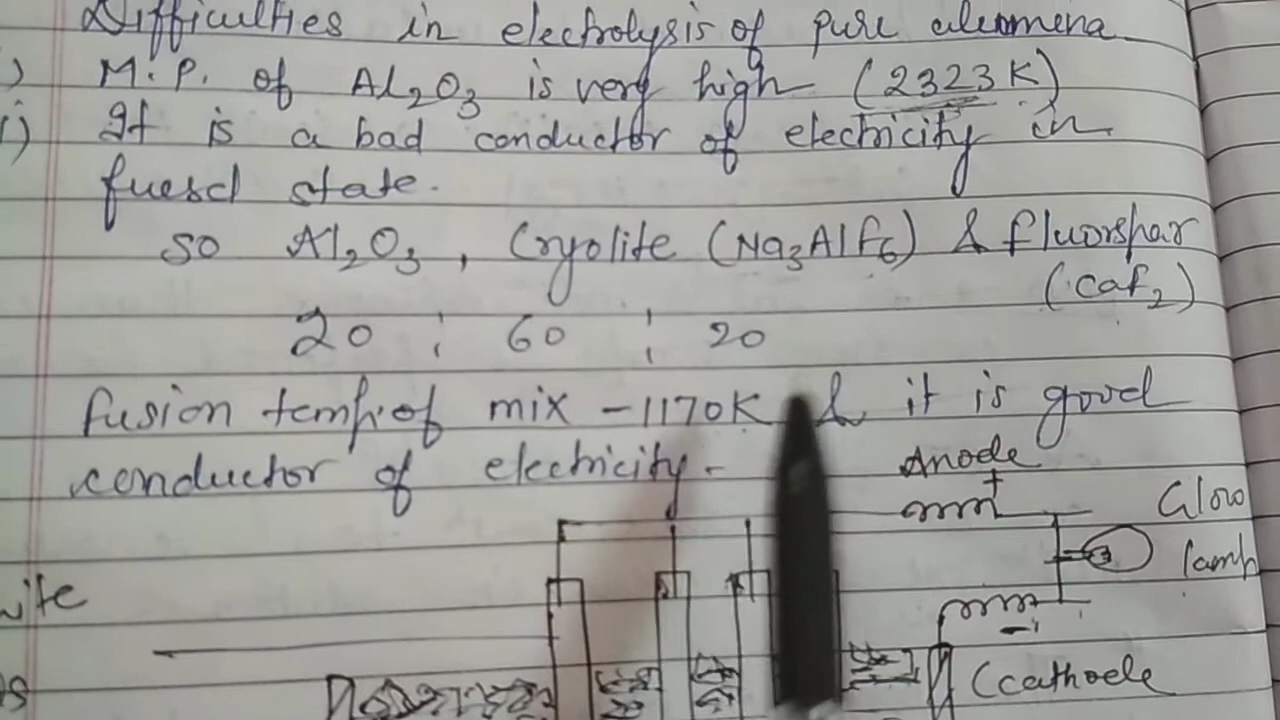 Difficulties in electrolysis of pure alumena
) M.P. of Al2O3 is very high (2323K)
i) It is a bad conductor of electricity in
fuesd state.
so Al2O3, Cryolite (Na3AlF6) & fluorspar
(CaF2)
20 : 60 : 20
fusion temp. of mix - 1170K & it is good
conductor of electricity.
Anode
+
Glow
lamp
-
(cathode